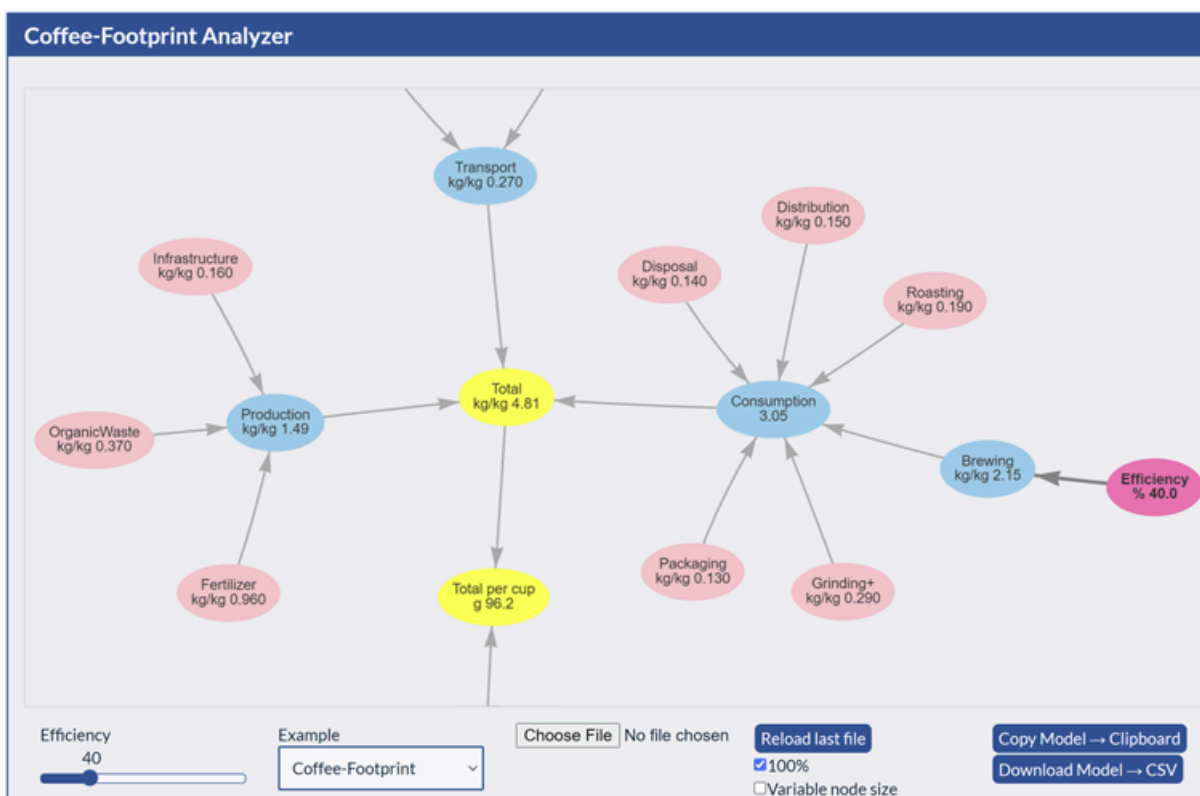 Coffee-Footprint Analyzer
Transport
kg/kg 0.270
Distribution
kg/kg 0.150
Infrastructure
kg/kg 0.160
Disposal
kg/kg 0.140
Roasting
kg/kg 0.190
Total
kg/kg 4.81
Consumption
3.05
Production
kg/kg 1.49
OrganicWaste
kg/kg 0.370
Brewing
kg/kg 2.15
Efficiency
% 40.0
Packaging
kg/kg 0.130
Grinding+
kg/kg 0.290
Fertilizer
kg/kg 0.960
Total per cup
g 96.2
Efficiency
40
Example
Coffee-Footprint
Choose File No file chosen
Reload last file
100%
Variable node size
Copy Model → Clipboard
Download Model → CSV